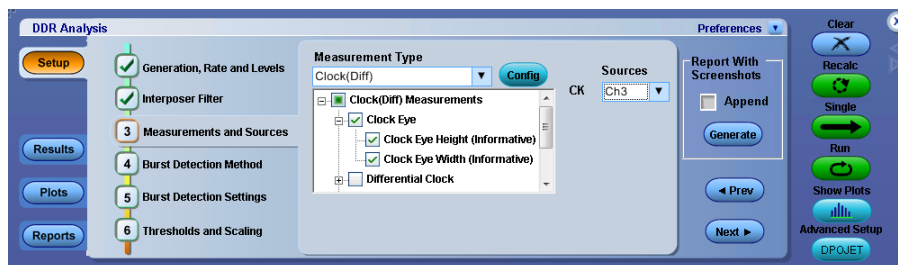 DDR Analysis
Preferences
Setup
Results
Plots
Reports
Generation, Rate and Levels
Interposer Filter
3 Measurements and Sources
4 Burst Detection Method
5 Burst Detection Settings
6 Thresholds and Scaling
Measurement Type
Clock(Diff)
Config
Clock(Diff) Measurements
Clock Eye
Clock Eye Height (Informative)
Clock Eye Width (Informative)
Differential Clock
Sources
CK Ch3
Report With
Screenshots
Append
Generate
Prev
Next
Clear
Recalc
Single
Run
Show Plots
Advanced Setup
DPOJET